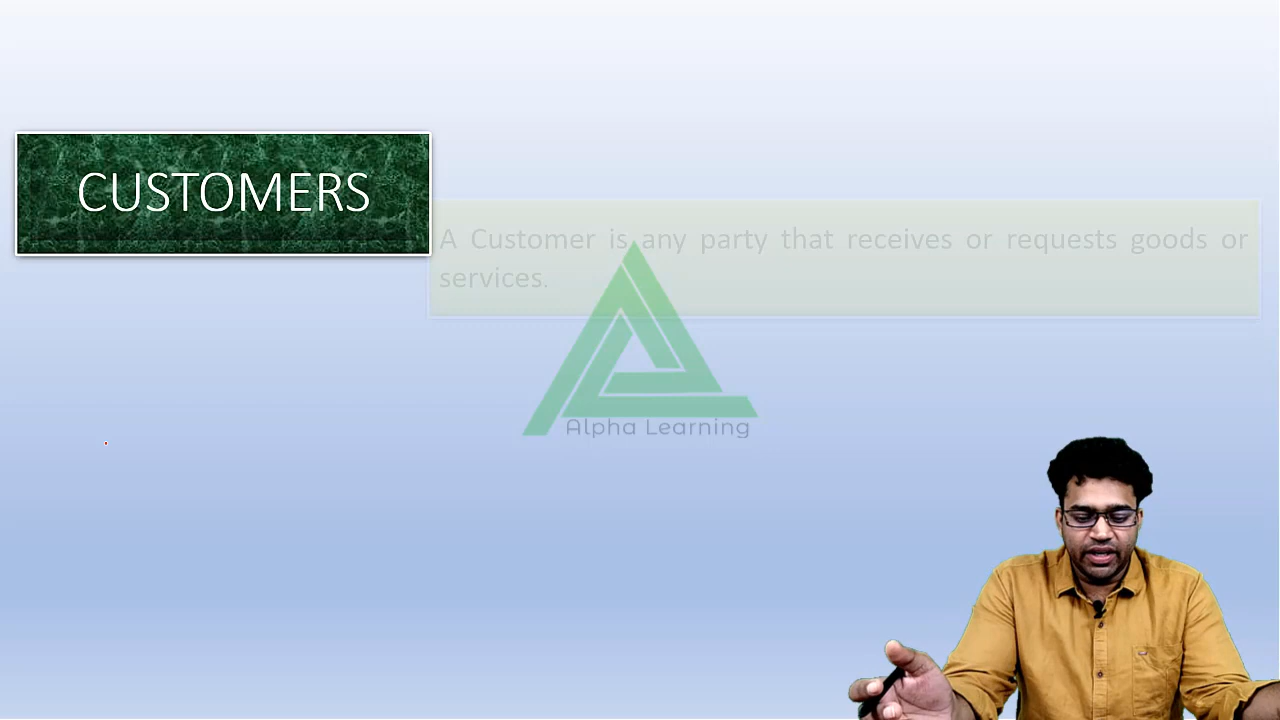 CUSTOMERS
A Customer is any party that receives or requests goods or
services.
Alpha Learning